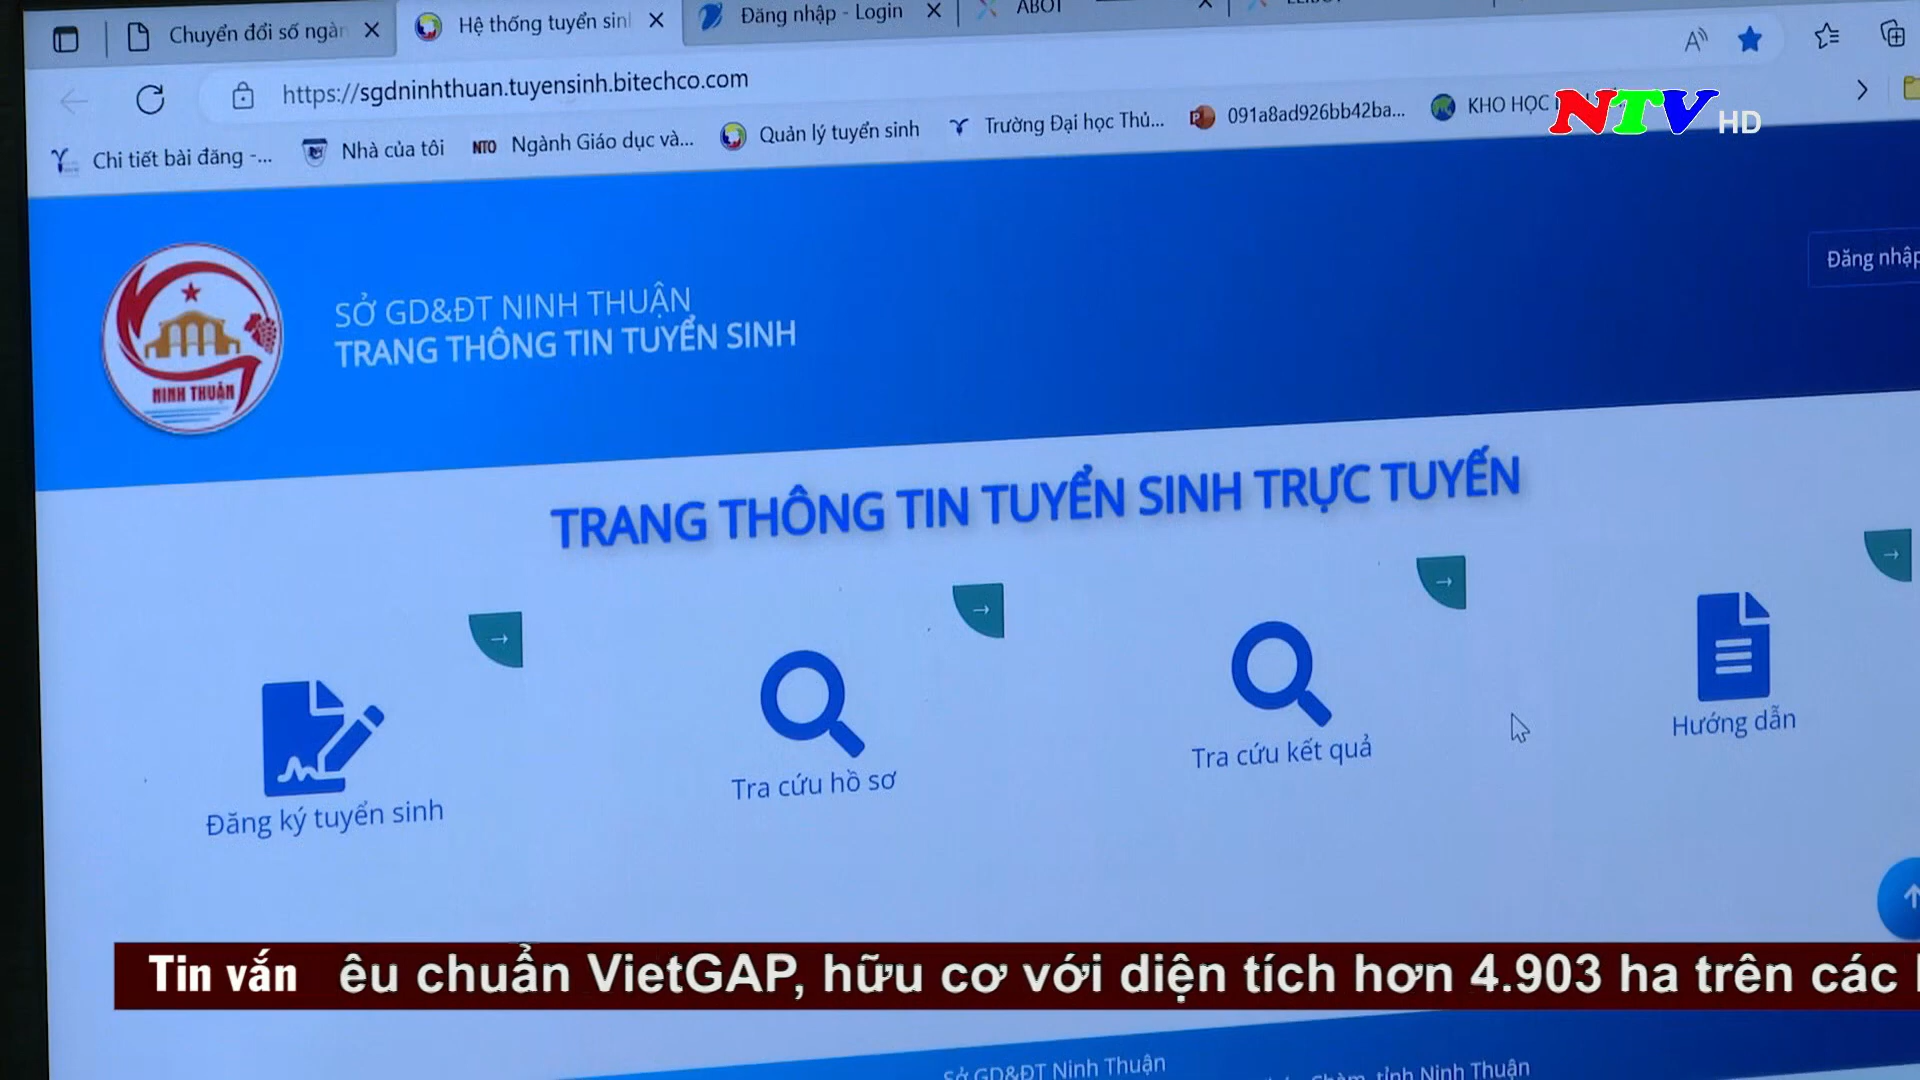 Chuyển đổi số ngàn
Hệ thống tuyển sinh
Đăng nhập - Login
https://sgdninhthuan.tuyensinh.bitechco.com
Chi tiết bài đăng -...
Nhà của tôi
NTO Ngành Giáo dục và...
Quản lý tuyển sinh
Trường Đại học Thủ...
091a8ad926bb42ba...
KHO HỌC
NTV HD
Đăng nhập
SỞ GD&ĐT NINH THUẬN
TRANG THÔNG TIN TUYỂN SINH
NINH THUẬN
TRANG THÔNG TIN TUYỂN SINH TRỰC TUYẾN
Đăng ký tuyển sinh
Tra cứu hồ sơ
Tra cứu kết quả
Hướng dẫn
Tin vắn êu chuẩn VietGAP, hữu cơ với diện tích hơn 4.903 ha trên các
Sở GD&ĐT Ninh Thuận
tỉnh Ninh Thuận